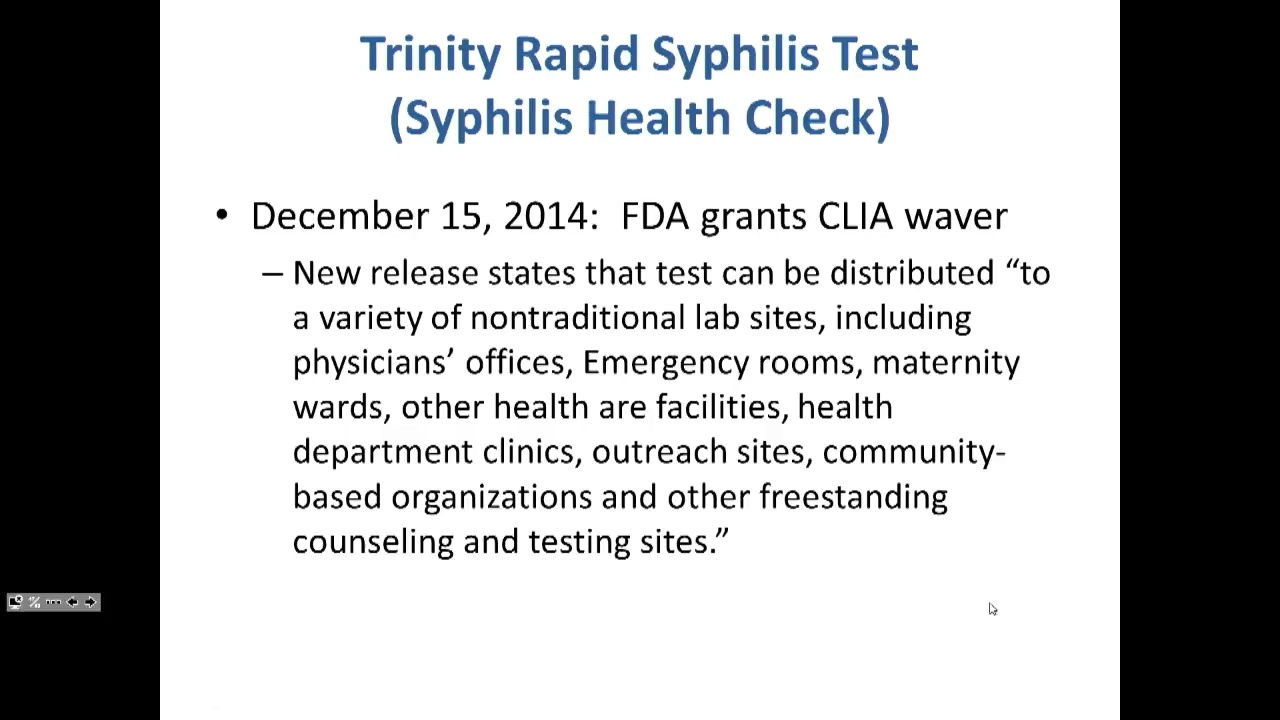 Trinity Rapid Syphilis Test
(Syphilis Health Check)
• December 15, 2014:  FDA grants CLIA waver
– New release states that test can be distributed “to
a variety of nontraditional lab sites, including
physicians’ offices, Emergency rooms, maternity
wards, other health are facilities, health
department clinics, outreach sites, community-
based organizations and other freestanding
counseling and testing sites.”